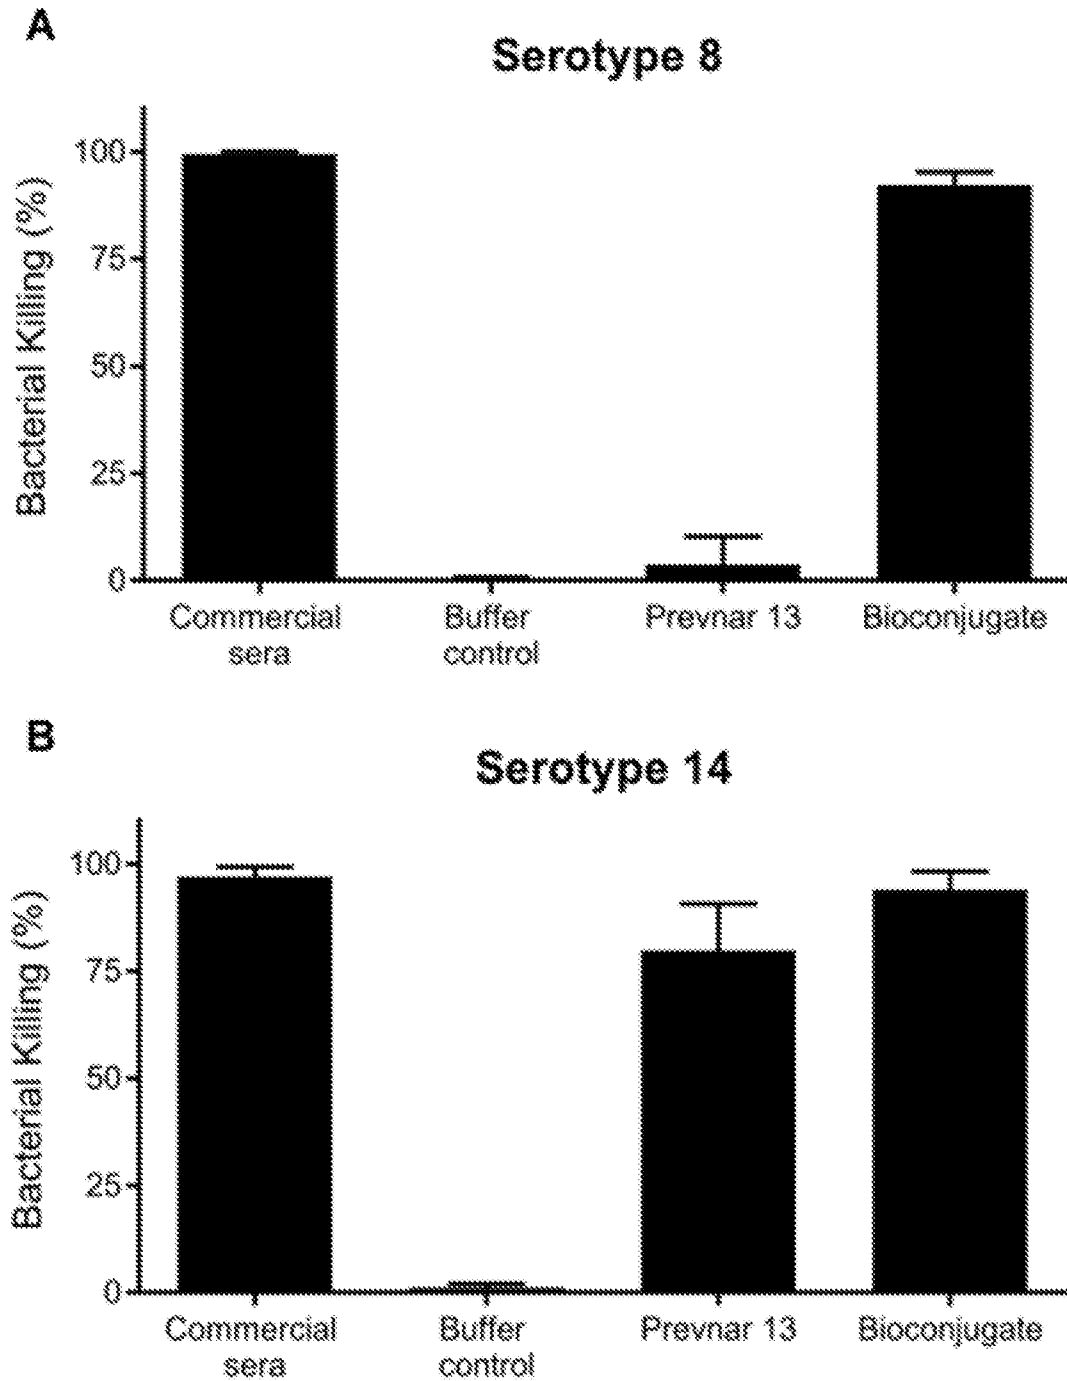 A
Serotype 8
Bacterial Killing (%)
100
75
50
25
0
Commercial
sera
Buffer
control
Prevnar 13
Bioconjugate
B
Serotype 14
Bacterial Killing (%)
100
75
50
25
0
Commercial
sera
Buffer
control
Prevnar 13
Bioconjugate